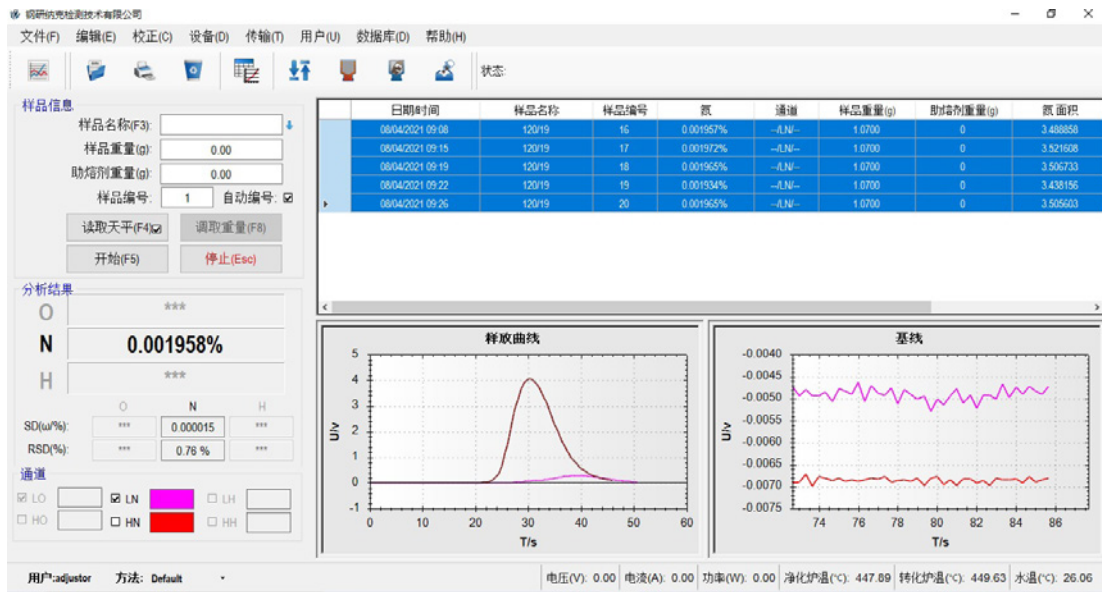 钢研纳克检测技术有限公司
文件(F) 编辑(E) 校正(C) 设备(D) 传输(T) 用户(U) 数据库(D) 帮助(H)
状态:
样品信息
样品名称(F3):
样品重量(g): 0.00
助熔剂重量(g): 0.00
样品编号: 1 自动编号:
读取天平(F4) 调取重量(F8)
开始(F5) 停止(Esc)
日期/时间 样品名称 样品编号 氮 通道 样品重量(g) 助熔剂重量(g) 氮 面积
08/04/2021 09:08 120/19 16 0.001957% --/LN/-- 1.0700 0 3.488858
08/04/2021 09:15 120/19 17 0.001972% --/LN/-- 1.0700 0 3.521608
08/04/2021 09:19 120/19 18 0.001965% --/LN/-- 1.0700 0 3.506733
08/04/2021 09:22 120/19 19 0.001934% --/LN/-- 1.0700 0 3.438156
08/04/2021 09:26 120/19 20 0.001965% --/LN/-- 1.0700 0 3.505603
分析结果
O ***
N 0.001958%
H ***
O N H
SD(ω/%): *** 0.000015 ***
RSD(%): *** 0.76 % ***
通道
LO LN LH
HO HN HH
释放曲线
U/v
5
4
3
2
1
0
-1
0 10 20 30 40 50 60
T/s
基线
U/v
-0.0040
-0.0045
-0.0050
-0.0055
-0.0060
-0.0065
-0.0070
-0.0075
74 76 78 80 82 84 86
T/s
用户:adjustor 方法: Default
电压(V): 0.00 电流(A): 0.00 功率(W): 0.00 净化炉温(℃): 447.89 转化炉温(℃): 449.63 水温(℃): 26.06